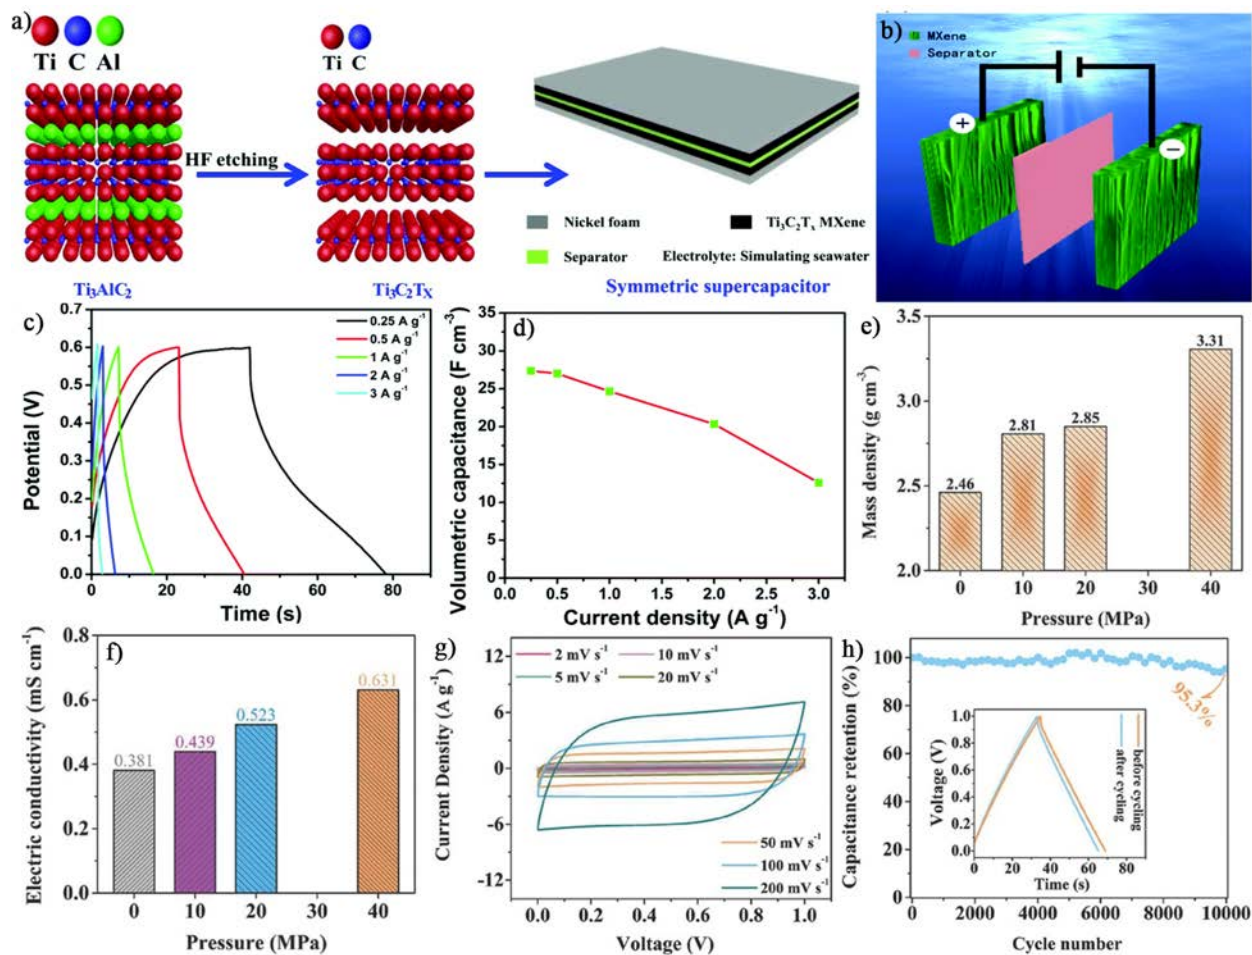 a)
Ti C Al
Ti C
HF etching
Nickel foam
Ti₃C₂Tₓ MXene
Separator
Electrolyte: Simulating seawater
Ti₃AlC₂
Ti₃C₂Tₓ
Symmetric supercapacitor
b)
MXene
Separator
+
−
c)
Potential (V)
0.7
0.6
0.5
0.4
0.3
0.2
0.1
0.0
0.25 A g⁻¹
0.5 A g⁻¹
1 A g⁻¹
2 A g⁻¹
3 A g⁻¹
0 20 40 60 80
Time (s)
d)
Volumetric capacitance (F cm⁻³)
35
30
25
20
15
10
5
0
0.5 1.0 1.5 2.0 2.5 3.0
Current density (A g⁻¹)
e)
Mass density (g cm⁻³)
3.5
3.0
2.5
2.0
2.46
2.81
2.85
3.31
0 10 20 30 40
Pressure (MPa)
f)
Electric conductivity (mS cm⁻¹)
0.8
0.6
0.4
0.2
0.0
0.381
0.439
0.523
0.631
0 10 20 30 40
Pressure (MPa)
g)
Current Density (A g⁻¹)
12
6
0
-6
-12
2 mV s⁻¹ 10 mV s⁻¹
5 mV s⁻¹ 20 mV s⁻¹
50 mV s⁻¹
100 mV s⁻¹
200 mV s⁻¹
0.0 0.2 0.4 0.6 0.8 1.0
Voltage (V)
h)
Capacitance retention (%)
100
80
60
40
20
0
95.3%
Voltage (V)
1.0
0.8
0.6
0.4
0.2
0.0
before cycling
after cycling
0 20 40 60 80
Time (s)
0 2000 4000 6000 8000 10000
Cycle number